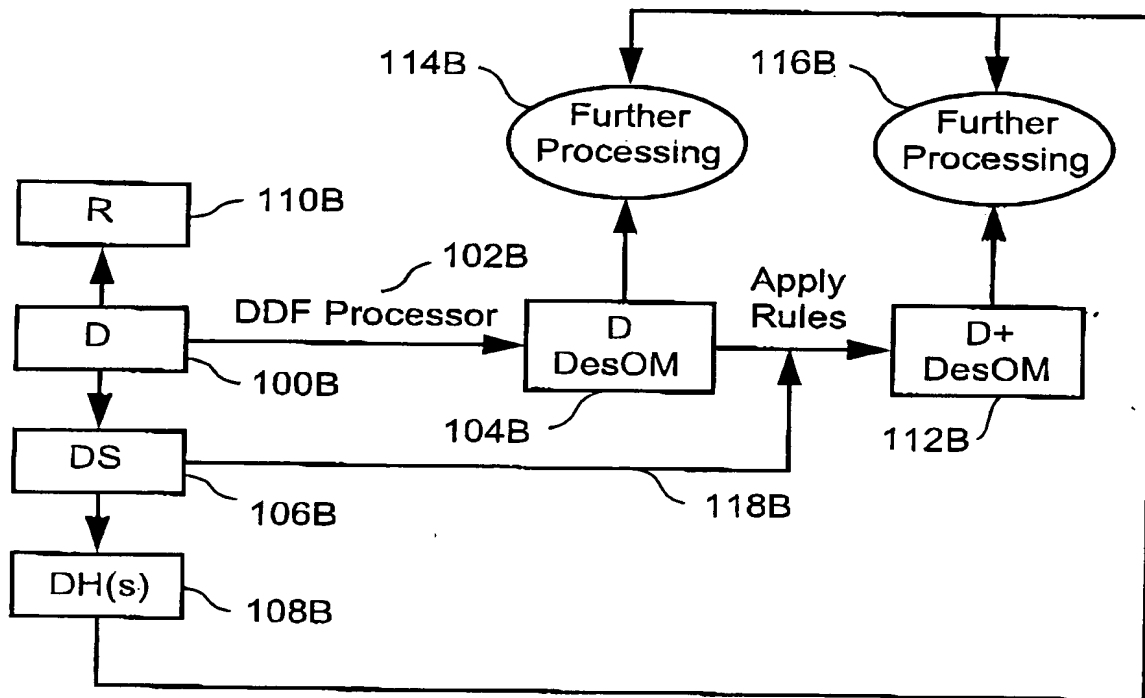 114B
116B
Further
Processing
Further
Processing
R
110B
102B
Apply
Rules
D
DDF Processor
D
DesOM
D+
DesOM
100B
104B
112B
DS
106B
118B
DH(s)
108B